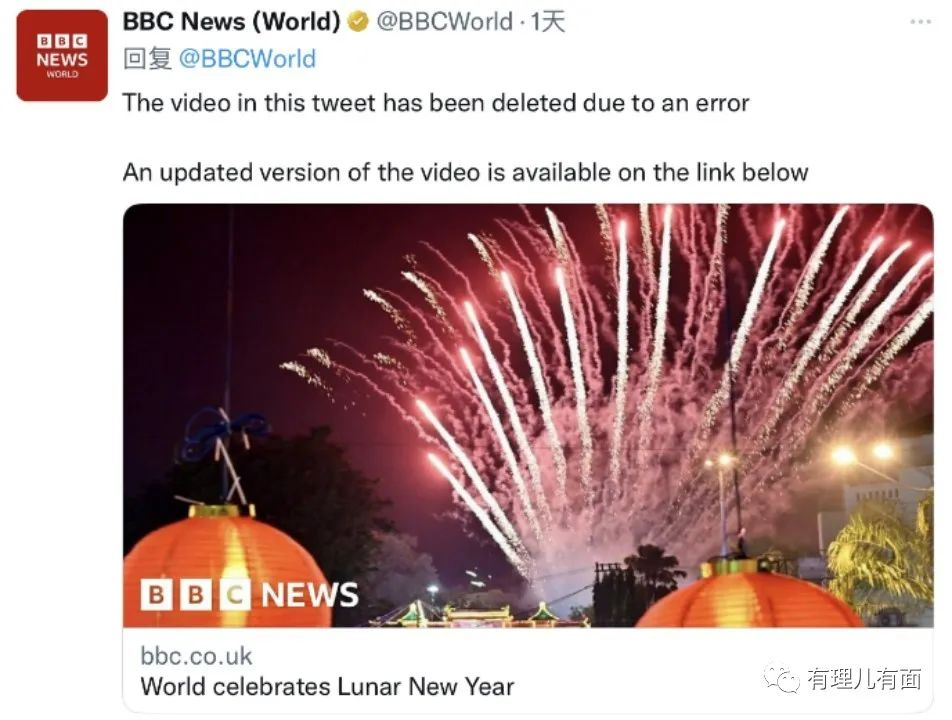 BBC
NEWS
WORLD
BBC News (World) @BBCWorld · 1天
回复 @BBCWorld
The video in this tweet has been deleted due to an error
An updated version of the video is available on the link below
BBC NEWS
bbc.co.uk
World celebrates Lunar New Year
有理儿有面